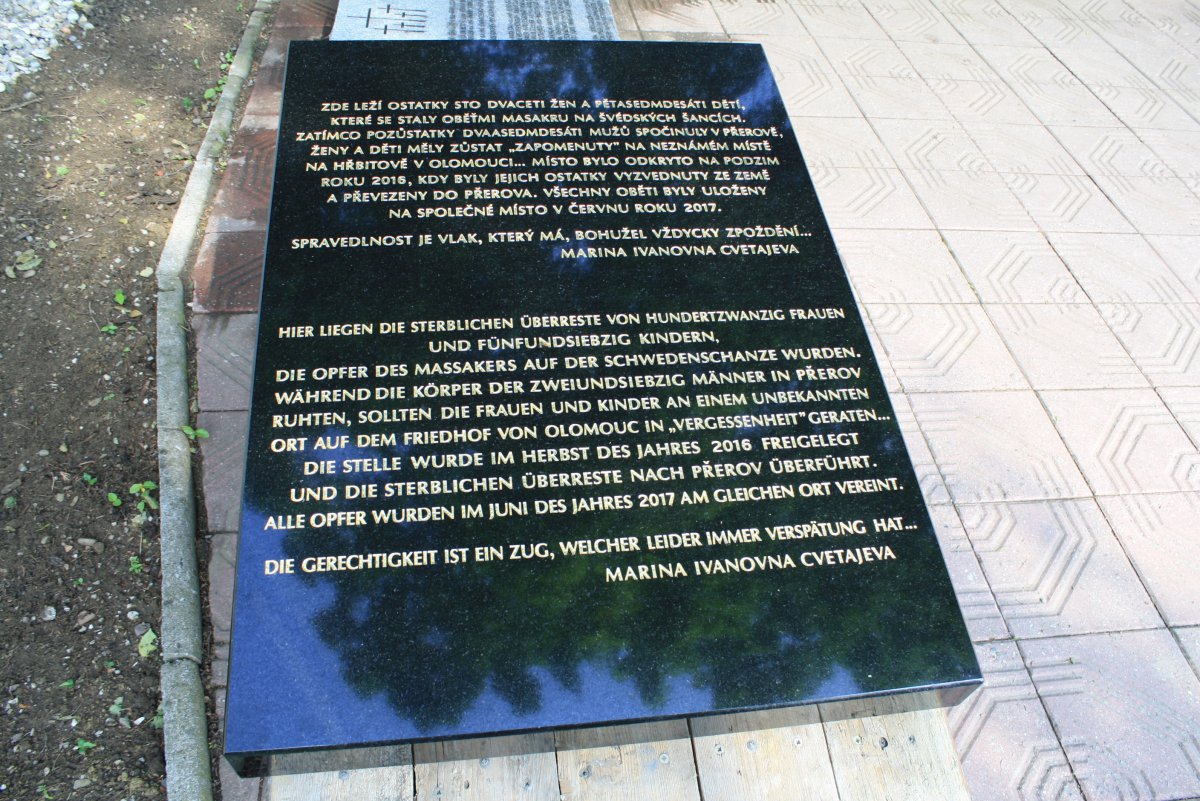 ZDE LEŽÍ OSTATKY STO DVACETI ŽEN A PĚTASEDMDESÁTI DĚTÍ,
KTERÉ SE STALY OBĚŤMI MASAKRU NA ŠVÉDSKÝCH ŠANCÍCH.
ZATÍMCO POZŮSTATKY DVAASEDMDESÁTI MUŽŮ SPOČINULY V PŘEROVĚ,
ŽENY A DĚTI MĚLY ZŮSTAT „ZAPOMENUTY" NA NEZNÁMÉM MÍSTĚ
NA HŘBITOVĚ V OLOMOUCI... MÍSTO BYLO ODKRYTO NA PODZIM
ROKU 2016, KDY BYLY JEJICH OSTATKY VYZVEDNUTY ZE ZEMĚ
A PŘEVEZENY DO PŘEROVA. VŠECHNY OBĚTI BYLY ULOŽENY
NA SPOLEČNÉ MÍSTO V ČERVNU ROKU 2017.
SPRAVEDLNOST JE VLAK, KTERÝ MÁ, BOHUŽEL VŽDYCKY ZPOŽDĚNÍ...
MARINA IVANOVNA CVETAJEVA
HIER LIEGEN DIE STERBLICHEN ÜBERRESTE VON HUNDERTZWANZIG FRAUEN
UND FÜNFUNDSIEBZIG KINDERN,
DIE OPFER DES MASSAKERS AUF DER SCHWEDENSCHANZE WURDEN.
WÄHREND DIE KÖRPER DER ZWEIUNDSIEBZIG MÄNNER IN PŘEROV
RUHTEN, SOLLTEN DIE FRAUEN UND KINDER AN EINEM UNBEKANNTEN
ORT AUF DEM FRIEDHOF VON OLOMOUC IN „VERGESSENHEIT" GERATEN...
DIE STELLE WURDE IM HERBST DES JAHRES 2016 FREIGELEGT
UND DIE STERBLICHEN ÜBERRESTE NACH PŘEROV ÜBERFÜHRT.
ALLE OPFER WURDEN IM JUNI DES JAHRES 2017 AM GLEICHEN ORT VEREINT.
DIE GERECHTIGKEIT IST EIN ZUG, WELCHER LEIDER IMMER VERSPÄTUNG HAT...
MARINA IVANOVNA CVETAJEVA